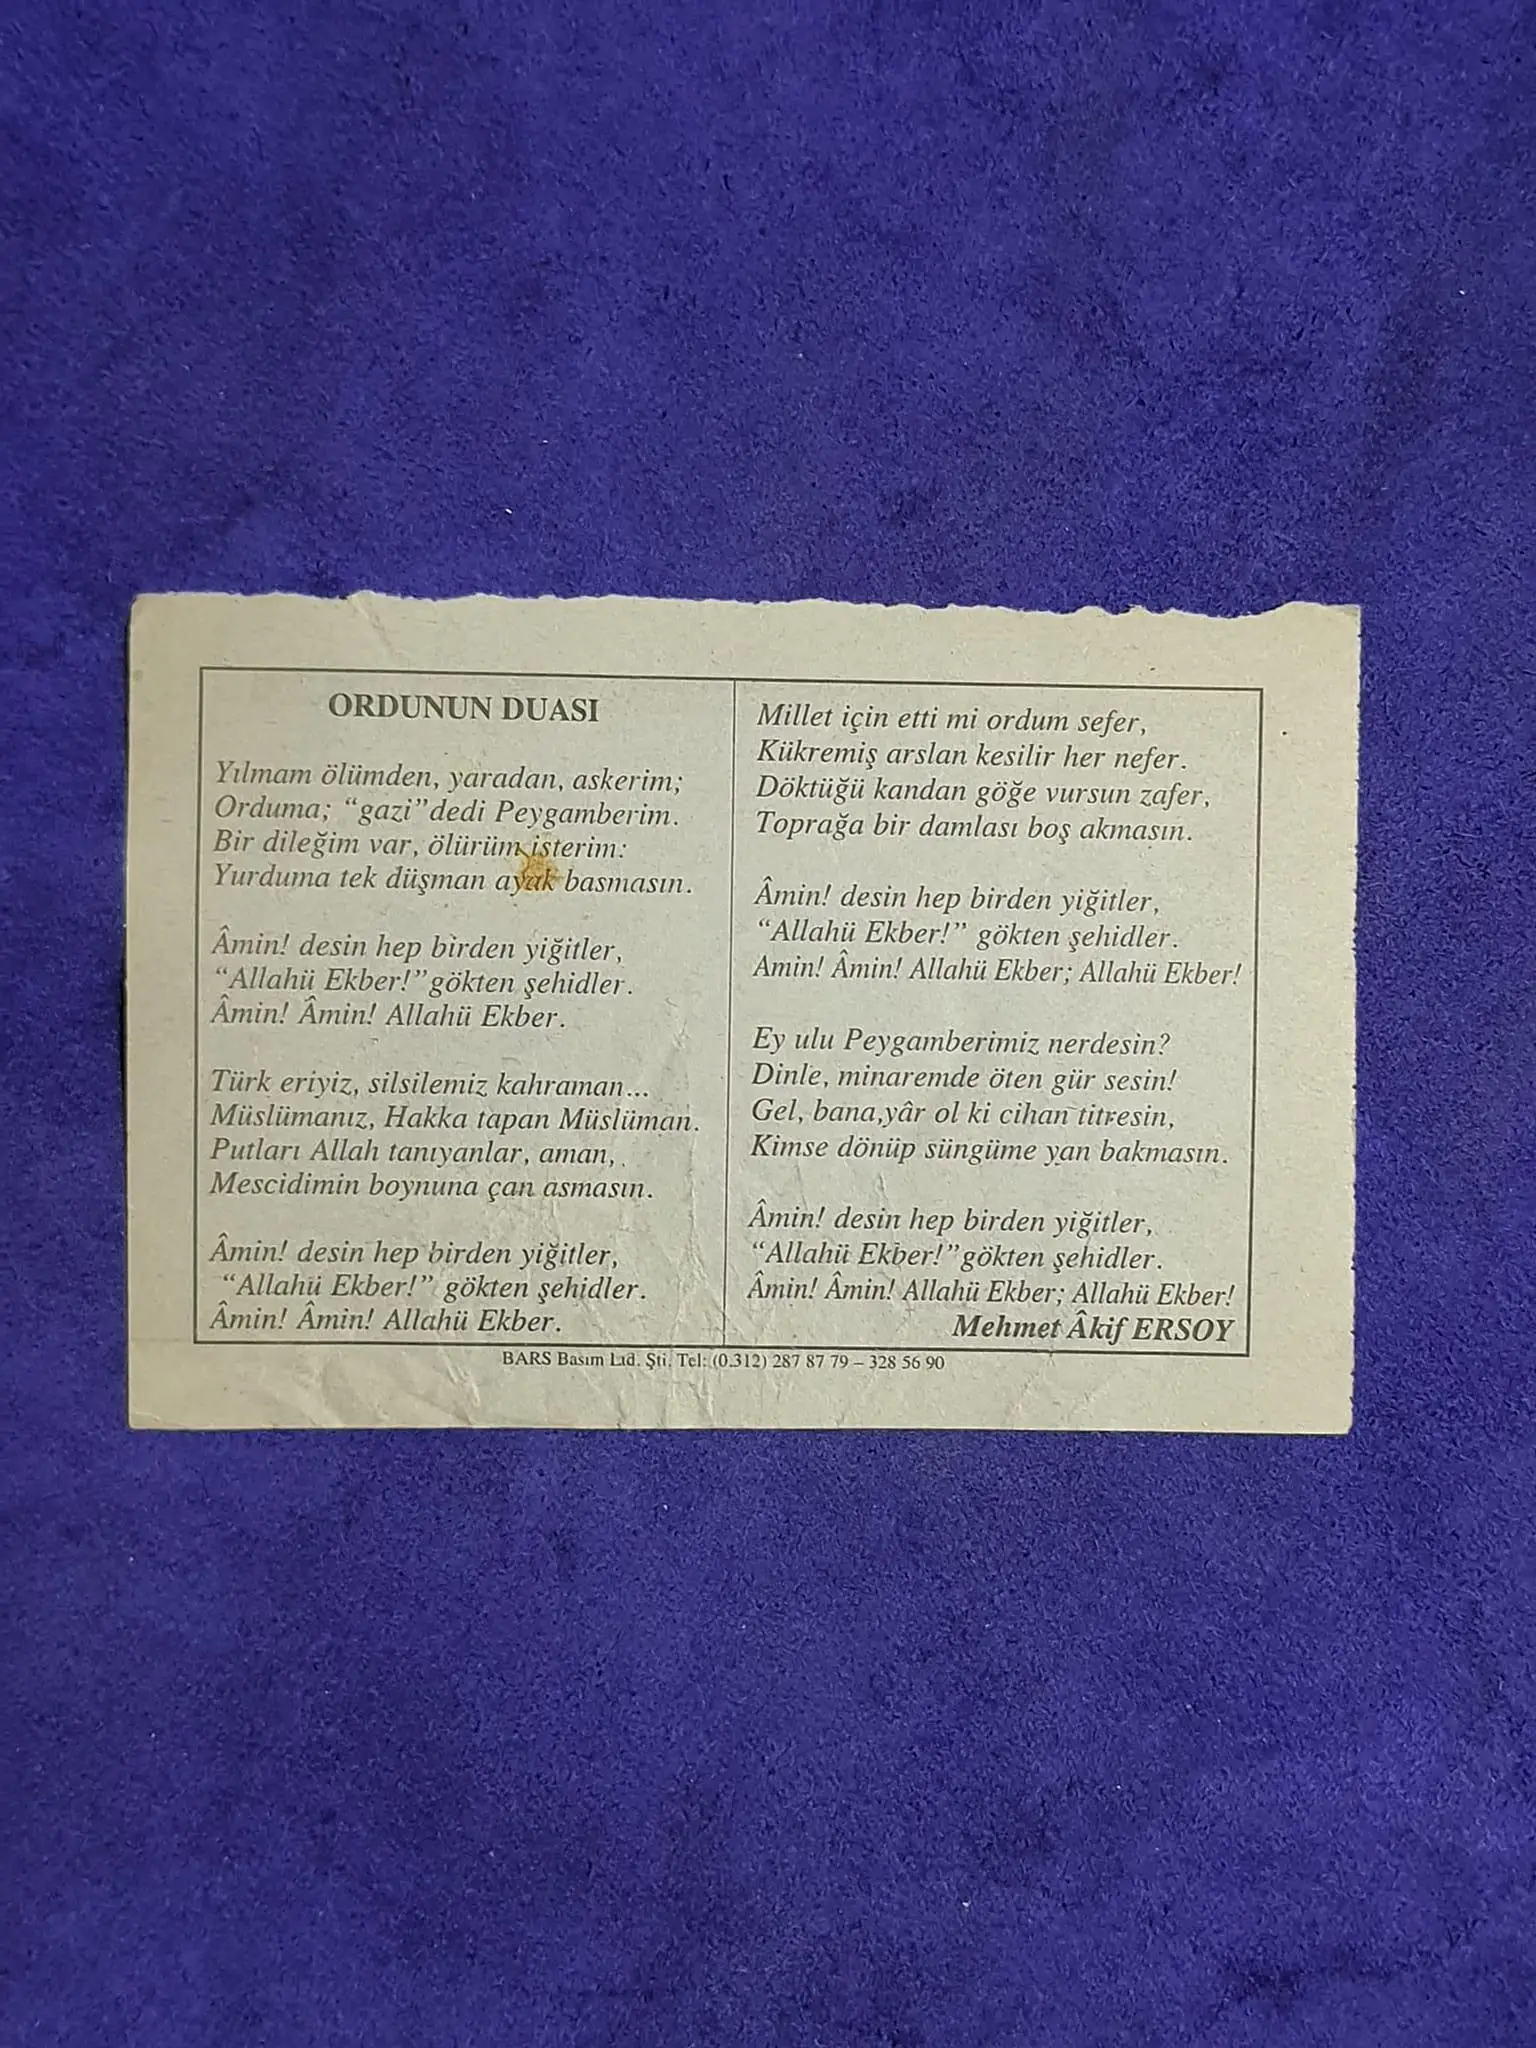 ORDUNUN DUASI
Yılmam ölümden, yaradan, askerim;
Orduma; “gazi” dedi Peygamberim.
Bir dileğim var, ölürüm isterim:
Yurduma tek düşman ayak basmasın.
Âmin! desin hep birden yiğitler,
“Allahü Ekber!” gökten şehidler.
Âmin! Âmin! Allahü Ekber.
Türk eriyiz, silsilemiz kahraman...
Müslümanız, Hakka tapan Müslüman.
Putları Allah tanıyanlar, aman,
Mescidimin boynuna çan asmasın.
Âmin! desin hep birden yiğitler,
“Allahü Ekber!” gökten şehidler.
Âmin! Âmin! Allahü Ekber.
Millet için etti mi ordum sefer,
Kükremiş arslan kesilir her nefer.
Döktüğü kandan göğe vursun zafer,
Toprağa bir damlası boş akmasın.
Âmin! desin hep birden yiğitler,
“Allahü Ekber!” gökten şehidler.
Amin! Âmin! Allahü Ekber; Allahü Ekber!
Ey ulu Peygamberimiz nerdesin?
Dinle, minaremde öten gür sesin!
Gel, bana,yâr ol ki cihan titresin,
Kimse dönüp süngüme yan bakmasın.
Âmin! desin hep birden yiğitler,
“Allahü Ekber!”gökten şehidler.
Âmin! Âmin! Allahü Ekber; Allahü Ekber!
Mehmet Âkif ERSOY
BARS Basım Ltd. Şti. Tel: (0.312) 287 87 79 – 328 56 90